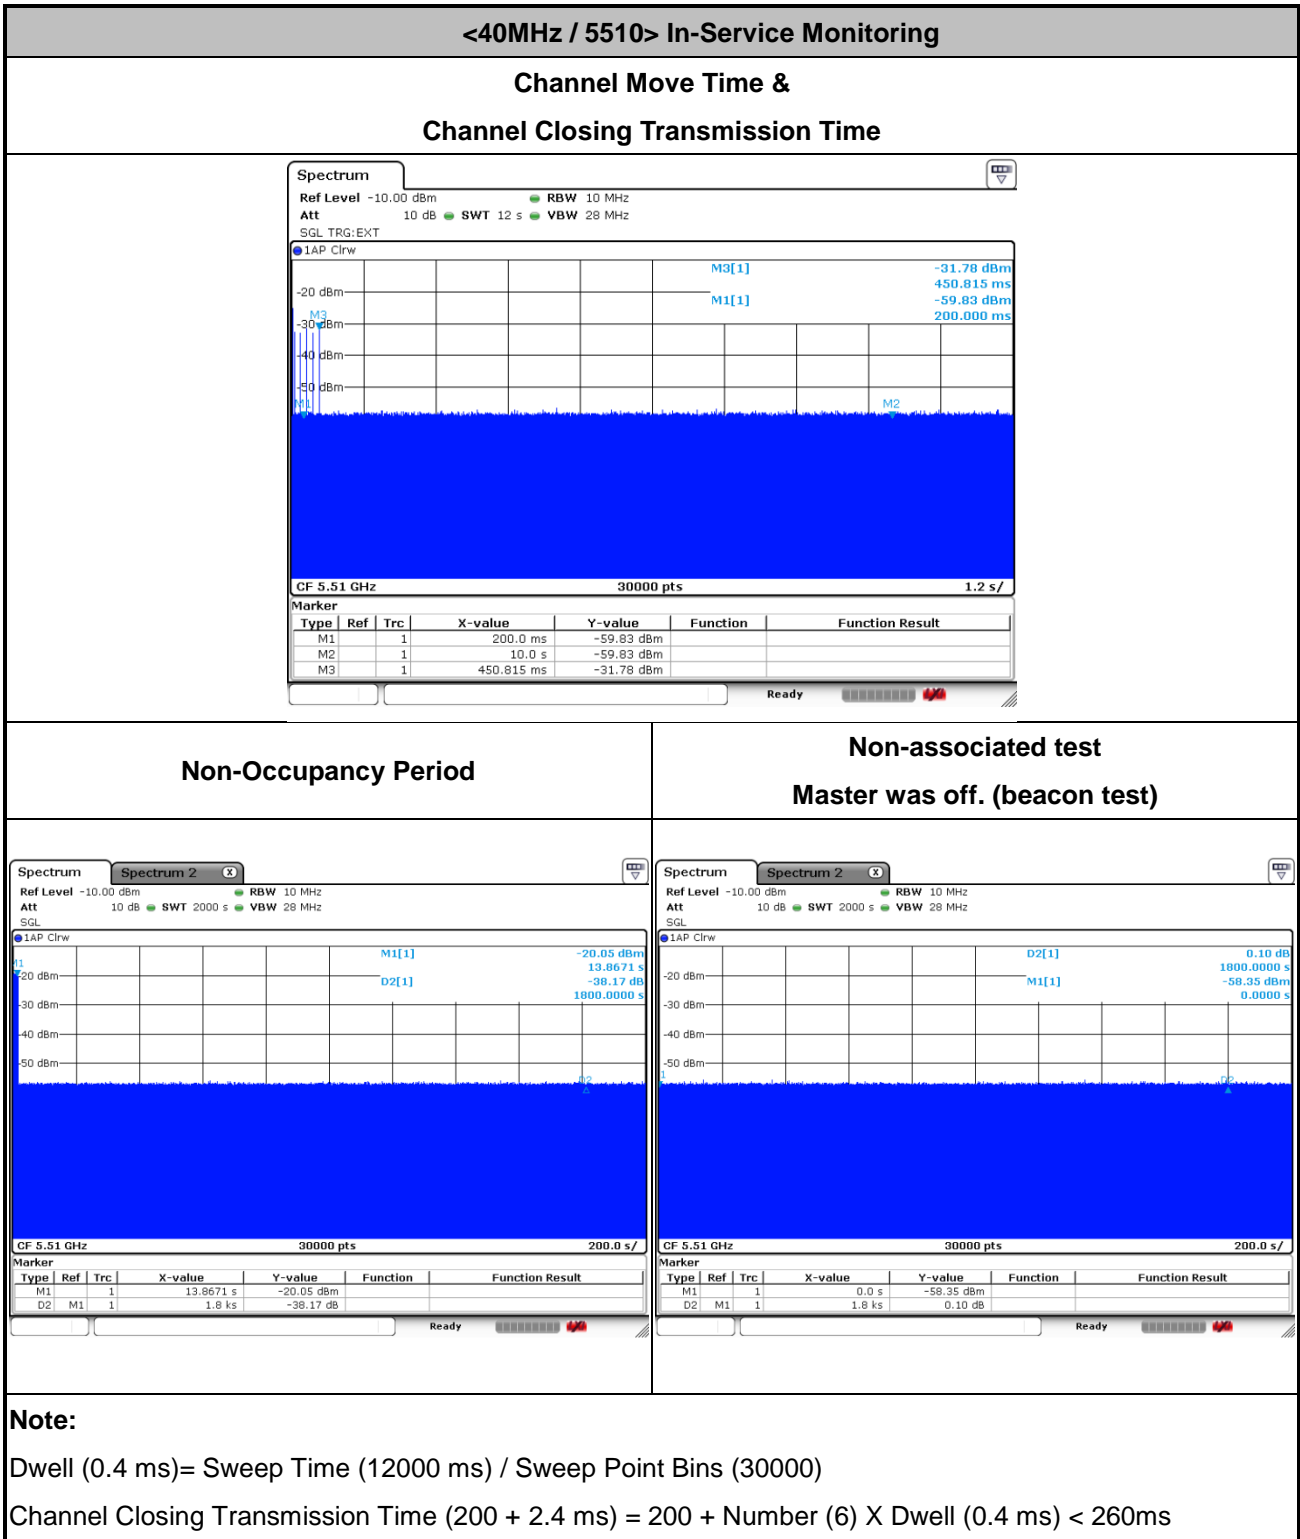 <40MHz / 5510> In-Service Monitoring
Channel Move Time &
Channel Closing Transmission Time
Spectrum
Ref Level -10.00 dBm RBW 10 MHz
Att 10 dB SWT 12 s VBW 28 MHz
SGL TRG:EXT
1AP Clrw
M3[1] -31.78 dBm
450.815 ms
-20 dBm
M1[1] -59.83 dBm
200.000 ms
M3
-30 dBm
-40 dBm
-50 dBm
M1 M2
CF 5.51 GHz 30000 pts 1.2 s/
Marker
Type Ref Trc X-value Y-value Function Function Result
M1 1 200.0 ms -59.83 dBm
M2 1 10.0 s -59.83 dBm
M3 1 450.815 ms -31.78 dBm
Ready
Non-Occupancy Period
Non-associated test
Master was off. (beacon test)
Spectrum Spectrum 2 X
Ref Level -10.00 dBm RBW 10 MHz
Att 10 dB SWT 2000 s VBW 28 MHz
SGL
1AP Clrw
M1[1] -20.05 dBm
13.8671 s
M1
-20 dBm
D2[1] -38.17 dB
1800.0000 s
-30 dBm
-40 dBm
-50 dBm
D2
CF 5.51 GHz 30000 pts 200.0 s/
Marker
Type Ref Trc X-value Y-value Function Function Result
M1 1 13.8671 s -20.05 dBm
D2 M1 1 1.8 ks -38.17 dB
Ready
Spectrum Spectrum 2 X
Ref Level -10.00 dBm RBW 10 MHz
Att 10 dB SWT 2000 s VBW 28 MHz
SGL
1AP Clrw
D2[1] 0.10 dB
1800.0000 s
-20 dBm
M1[1] -58.35 dBm
0.0000 s
-30 dBm
-40 dBm
-50 dBm
1 D2
CF 5.51 GHz 30000 pts 200.0 s/
Marker
Type Ref Trc X-value Y-value Function Function Result
M1 1 0.0 s -58.35 dBm
D2 M1 1 1.8 ks 0.10 dB
Ready
Note:
Dwell (0.4 ms)= Sweep Time (12000 ms) / Sweep Point Bins (30000)
Channel Closing Transmission Time (200 + 2.4 ms) = 200 + Number (6) X Dwell (0.4 ms) < 260ms